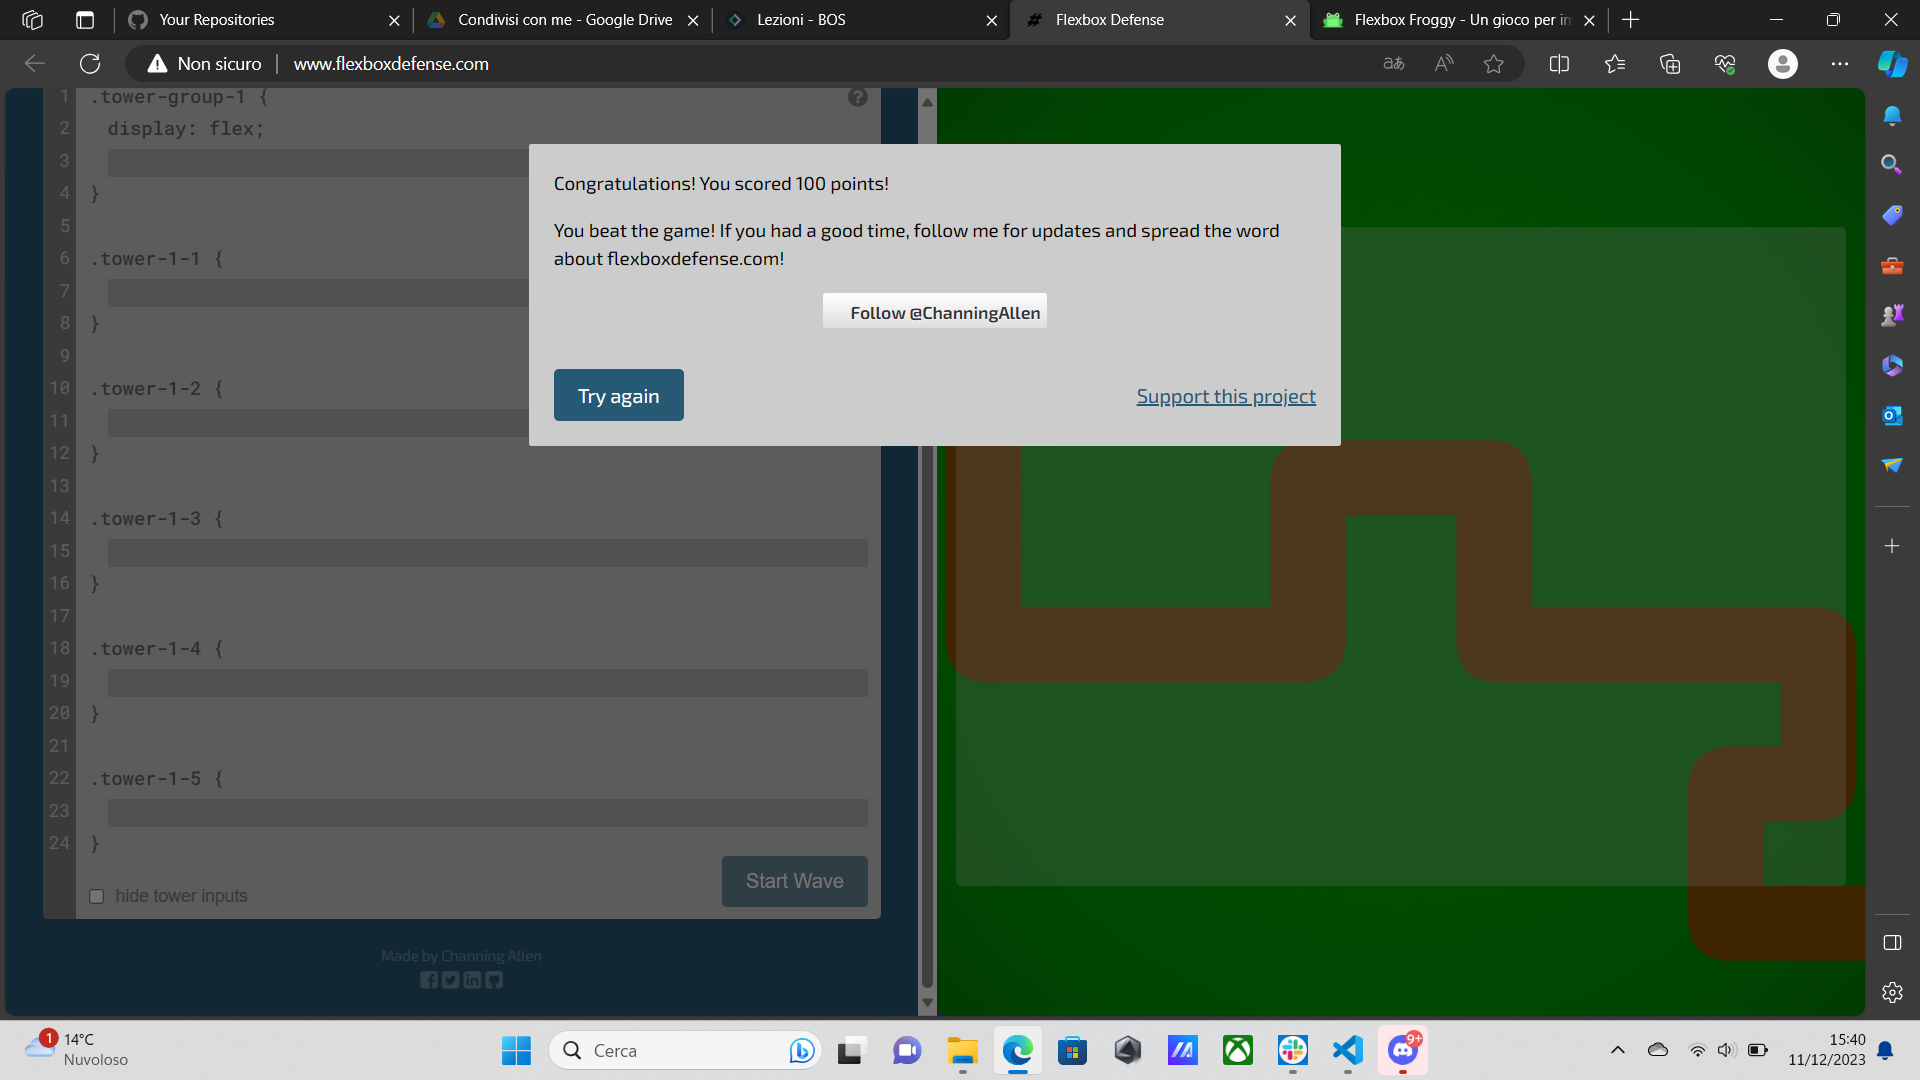 Your Repositories
Condivisi con me - Google Drive
Lezioni - BOS
Flexbox Defense
Flexbox Froggy - Un gioco per in
Non sicuro
www.flexboxdefense.com
1 .tower-group-1 {
2 display: flex;
3
4 }
5
6 .tower-1-1 {
7
8 }
9
10 .tower-1-2 {
11
12 }
13
14 .tower-1-3 {
15
16 }
17
18 .tower-1-4 {
19
20 }
21
22 .tower-1-5 {
23
24 }
hide tower inputs
Start Wave
Made by Channing Allen
Congratulations! You scored 100 points!
You beat the game! If you had a good time, follow me for updates and spread the word
about flexboxdefense.com!
Follow @ChanningAllen
Try again
Support this project
1
14°C
Nuvoloso
Cerca
9+
15:40
11/12/2023